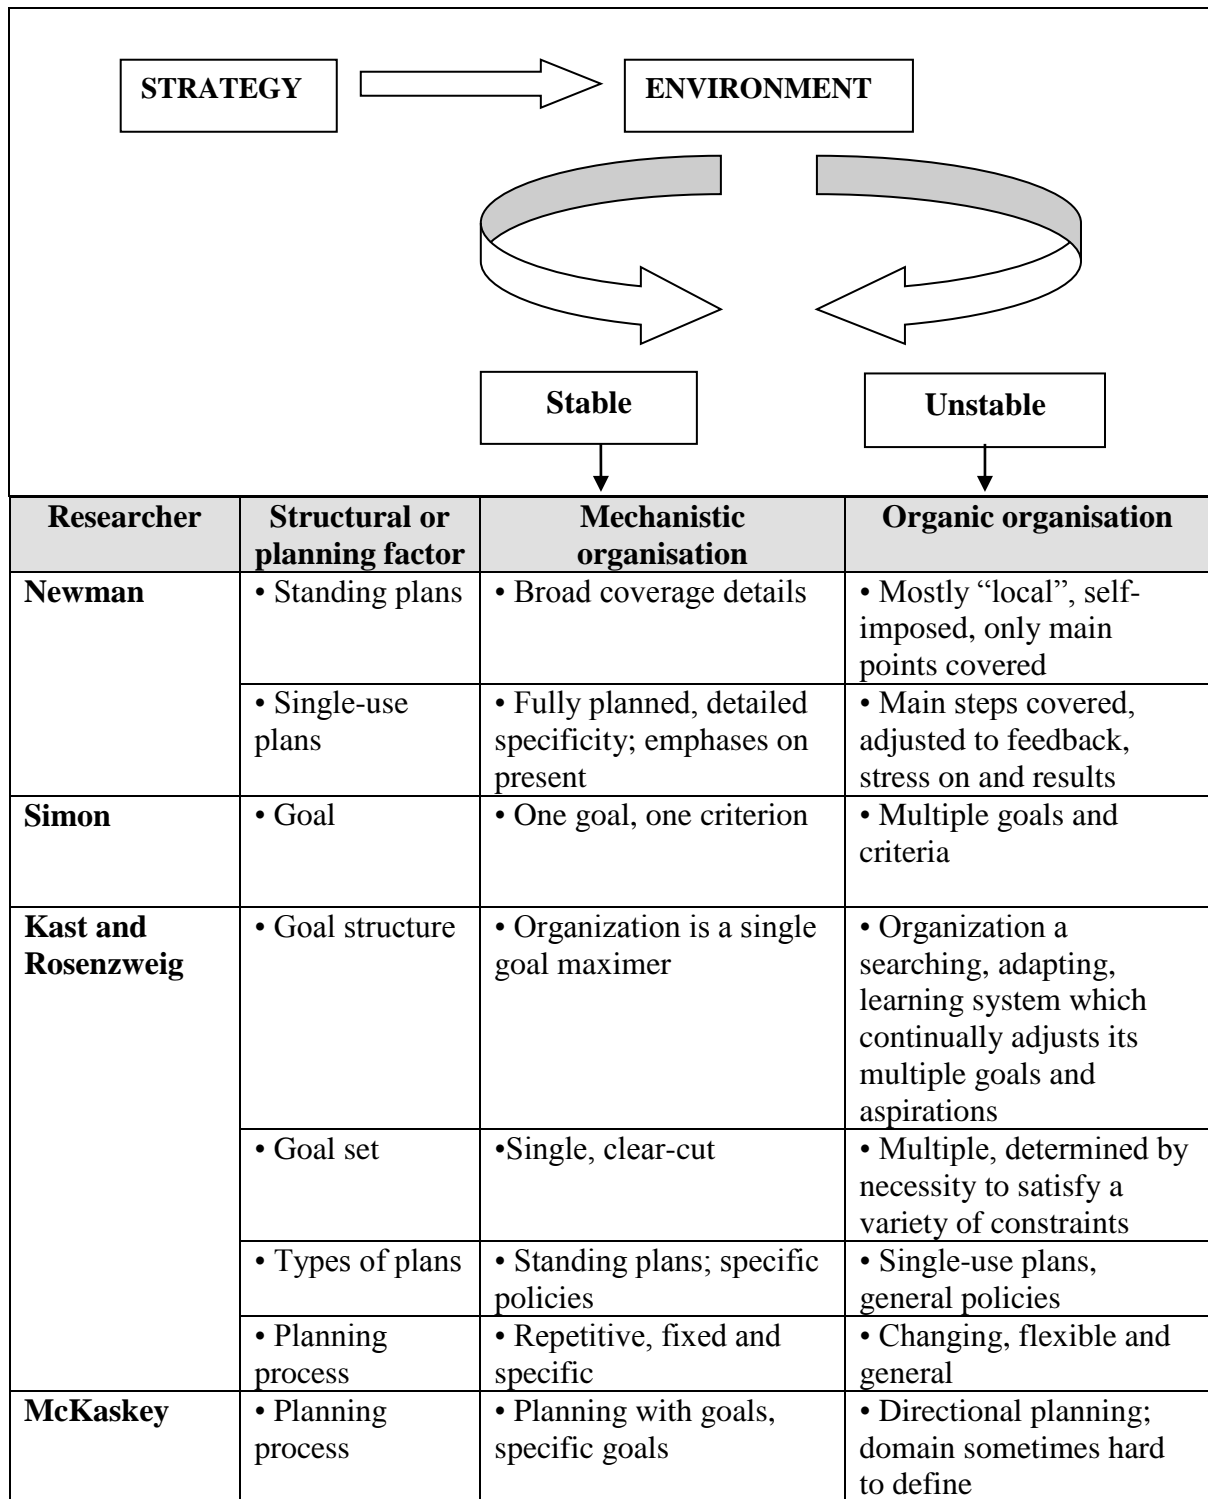 STRATEGY
ENVIRONMENT
Stable
Unstable
Researcher
Structural or
planning factor
Mechanistic
organisation
Organic organisation
Newman
• Standing plans
• Broad coverage details
• Mostly “local”, self-
imposed, only main
points covered
• Single-use
plans
• Fully planned, detailed
specificity; emphases on
present
• Main steps covered,
adjusted to feedback,
stress on and results
Simon
• Goal
• One goal, one criterion
• Multiple goals and
criteria
Kast and
Rosenzweig
• Goal structure
• Organization is a single
goal maximer
• Organization a
searching, adapting,
learning system which
continually adjusts its
multiple goals and
aspirations
• Goal set
•Single, clear-cut
• Multiple, determined by
necessity to satisfy a
variety of constraints
• Types of plans
• Standing plans; specific
policies
• Single-use plans,
general policies
• Planning
process
• Repetitive, fixed and
specific
• Changing, flexible and
general
McKaskey
• Planning
process
• Planning with goals,
specific goals
• Directional planning;
domain sometimes hard
to define